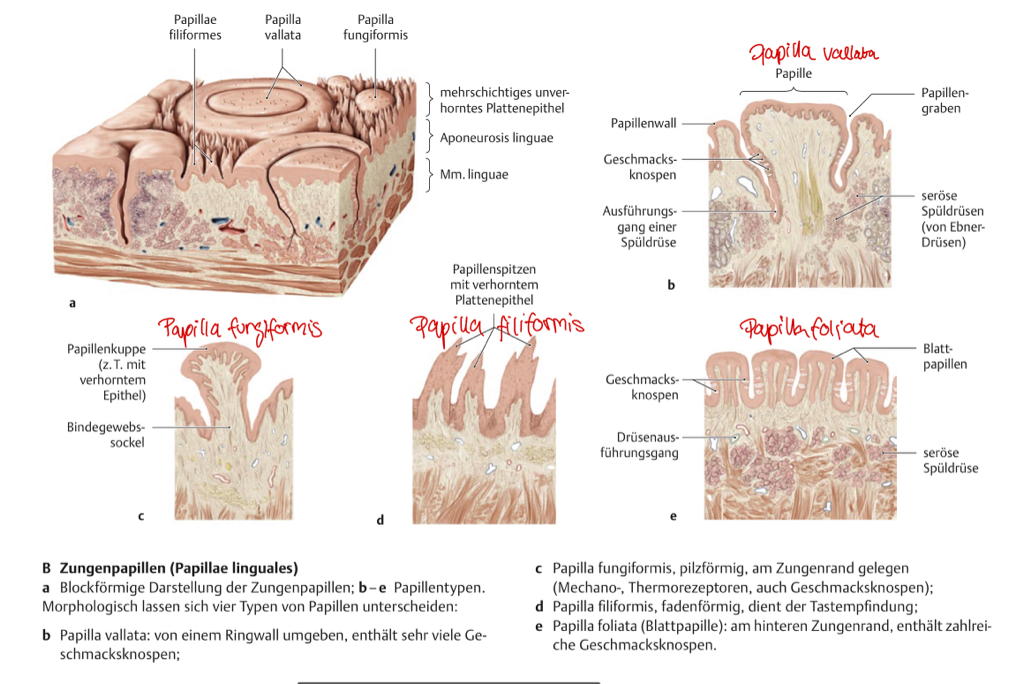 Papillae
filiformes
Papilla
vallata
Papilla
fungiformis
mehrschichtiges unver-
horntes Plattenepithel
Aponeurosis linguae
Mm. linguae
a
Papilla vallata
Papille
Papillen-
graben
Papillenwall
Geschmacks-
knospen
Ausführungs-
gang einer
Spüldrüse
seröse
Spüldrüsen
(von Ebner-
Drüsen)
b
Papilla fungiformis
Papillenkuppe
(z. T. mit
verhorntem
Epithel)
Bindegewebs-
sockel
c
Papillenspitzen
mit verhorntem
Plattenepithel
Papilla filiformis
d
Papilla foliata
Blatt-
papillen
Geschmacks-
knospen
Drüsenaus-
führungsgang
seröse
Spüldrüse
e
B Zungenpapillen (Papillae linguales)
a Blockförmige Darstellung der Zungenpapillen; b – e Papillentypen.
Morphologisch lassen sich vier Typen von Papillen unterscheiden:
b Papilla vallata: von einem Ringwall umgeben, enthält sehr viele Ge-
schmacksknospen;
c Papilla fungiformis, pilzförmig, am Zungenrand gelegen
(Mechano-, Thermorezeptoren, auch Geschmacksknospen);
d Papilla filiformis, fadenförmig, dient der Tastempfindung;
e Papilla foliata (Blattpapille): am hinteren Zungenrand, enthält zahlrei-
che Geschmacksknospen.